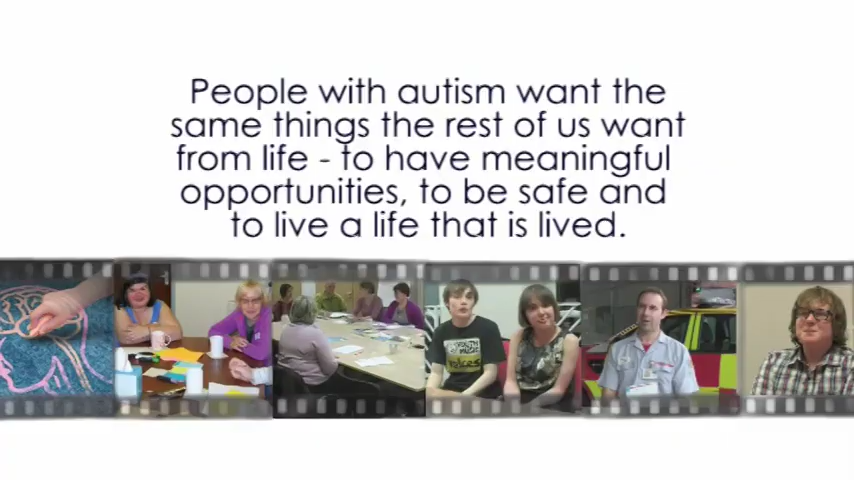 People with autism want the
same things the rest of us want
from life - to have meaningful
opportunities, to be safe and
to live a life that is lived.